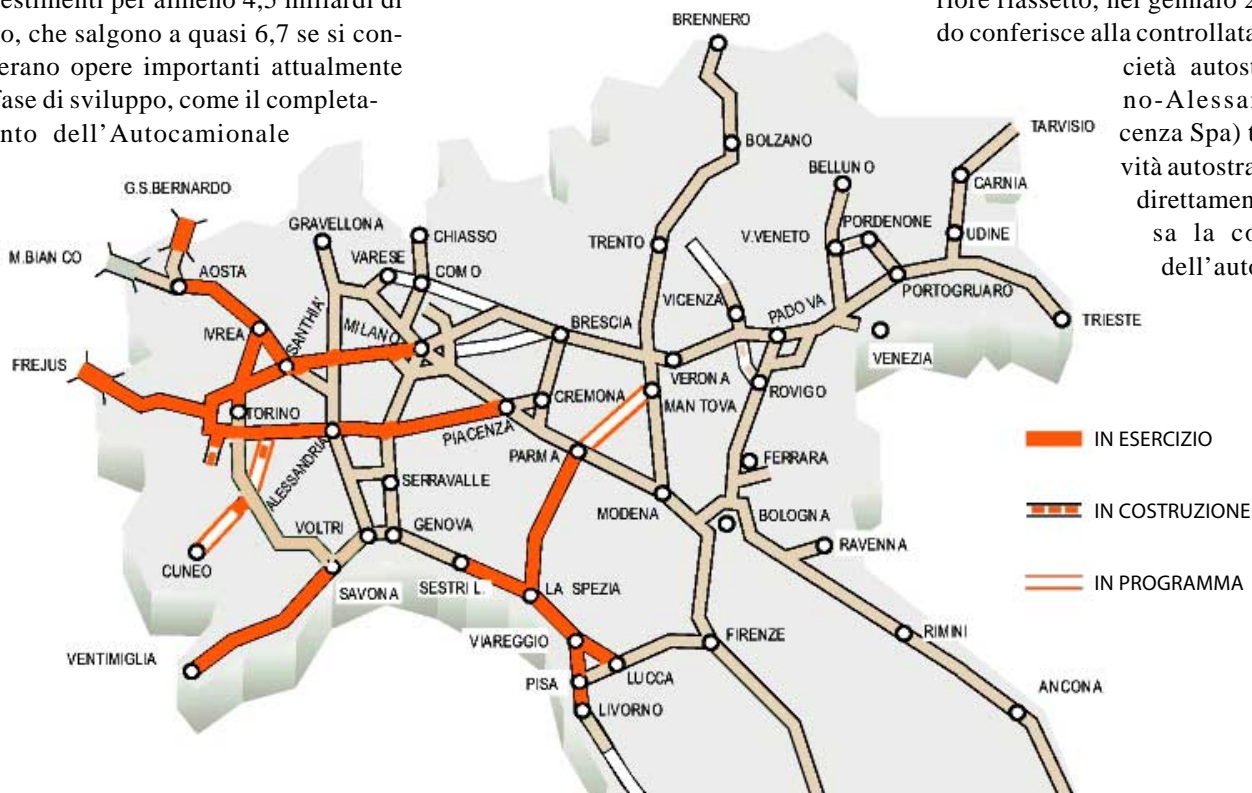 estimenti per almeno 4,5 miliardi di
o, che salgono a quasi 6,7 se si con-
erano opere importanti attualmente
fase di sviluppo, come il completa-
nto dell'Autocamionale
riore riassetto, nel gennaio 2
do conferisce alla controllata
cietà autost
no-Alessa
cenza Spa) t
vità autostra
direttamen
sa la co
dell'auto
BRENNERO
BOLZANO
TARVISIO
BELLUNO
CARNIA
G.S.BERNARDO
GRAVELLONA
CHIASSO
TRENTO
V.VENETO
PORDENONE
UDINE
M.BIANCO
AOSTA
VARESE
COMO
VICENZA
PADOVA
PORTOGRUARO
IVREA
SANTHIA'
MILANO
BRESCIA
VENEZIA
TRIESTE
FREJUS
VERONA
TORINO
CREMONA
MANTOVA
ROVIGO
PIACENZA
ALESSANDRIA
PARMA
FERRARA
SERRAVALLE
MODENA
BOLOGNA
VOLTRI
GENOVA
RAVENNA
CUNEO
SAVONA
SESTRI L.
LA SPEZIA
VIAREGGIO
FIRENZE
RIMINI
VENTIMIGLIA
PISA
LUCCA
ANCONA
LIVORNO
IN ESERCIZIO
IN COSTRUZIONE
IN PROGRAMMA